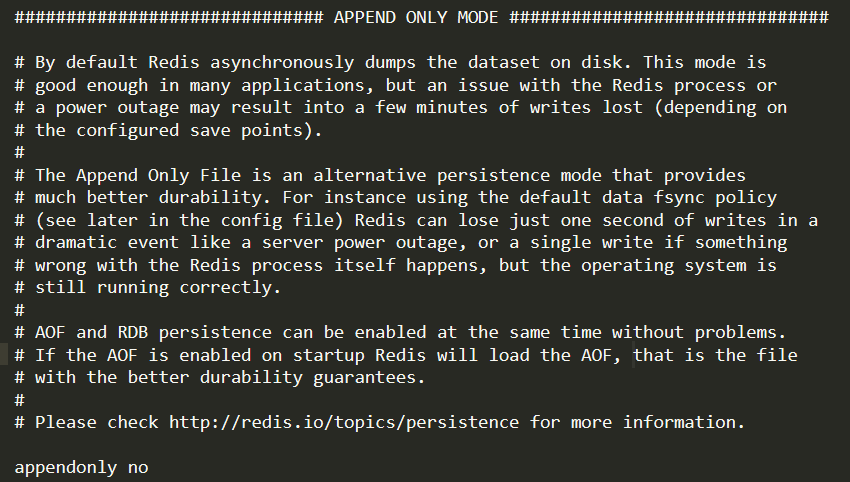 ############################## APPEND ONLY MODE ###############################

# By default Redis asynchronously dumps the dataset on disk. This mode is
# good enough in many applications, but an issue with the Redis process or
# a power outage may result into a few minutes of writes lost (depending on
# the configured save points).
#
# The Append Only File is an alternative persistence mode that provides
# much better durability. For instance using the default data fsync policy
# (see later in the config file) Redis can lose just one second of writes in a
# dramatic event like a server power outage, or a single write if something
# wrong with the Redis process itself happens, but the operating system is
# still running correctly.
#
# AOF and RDB persistence can be enabled at the same time without problems.
# If the AOF is enabled on startup Redis will load the AOF, that is the file
# with the better durability guarantees.
#
# Please check http://redis.io/topics/persistence for more information.

appendonly no